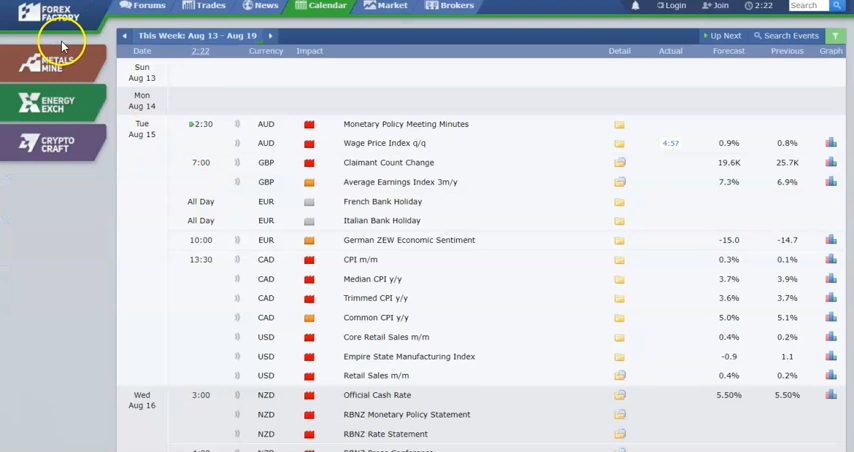 FOREX FACTORY
Forums Trades News Calendar Market Brokers Login Join 2:22 Search
METALS MINE
ENERGY EXCH
CRYPTO CRAFT
This Week: Aug 13 - Aug 19 Up Next Search Events
Date 2:22 Currency Impact Detail Actual Forecast Previous Graph
Sun
Aug 13
Mon
Aug 14
Tue
Aug 15
2:30 AUD Monetary Policy Meeting Minutes
AUD Wage Price Index q/q 4:57 0.9% 0.8%
7:00 GBP Claimant Count Change 19.6K 25.7K
GBP Average Earnings Index 3m/y 7.3% 6.9%
All Day EUR French Bank Holiday
All Day EUR Italian Bank Holiday
10:00 EUR German ZEW Economic Sentiment -15.0 -14.7
13:30 CAD CPI m/m 0.3% 0.1%
CAD Median CPI y/y 3.7% 3.9%
CAD Trimmed CPI y/y 3.6% 3.7%
CAD Common CPI y/y 5.0% 5.1%
USD Core Retail Sales m/m 0.4% 0.2%
USD Empire State Manufacturing Index -0.9 1.1
USD Retail Sales m/m 0.4% 0.2%
Wed
Aug 16
3:00 NZD Official Cash Rate 5.50% 5.50%
NZD RBNZ Monetary Policy Statement
NZD RBNZ Rate Statement
4:00 NZD RBNZ Press Conference